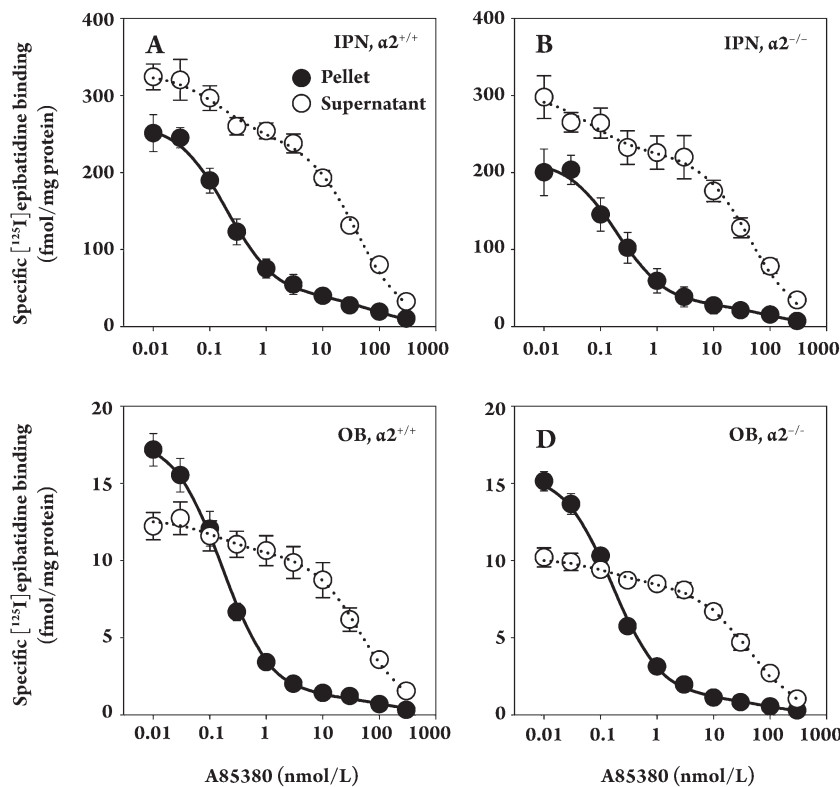 A
IPN, α2+/+
Pellet
Supernatant
400
300
200
100
0
0.01 0.1 1 10 100 1000
Specific [¹²⁵I]epibatidine binding
(fmol/mg protein)
B
IPN, α2−/−
400
300
200
100
0
0.01 0.1 1 10 100 1000
OB, α2+/+
20
15
10
5
0
0.01 0.1 1 10 100 1000
Specific [¹²⁵I]epibatidine binding
(fmol/mg protein)
A85380 (nmol/L)
D
OB, α2−/−
20
15
10
5
0
0.01 0.1 1 10 100 1000
A85380 (nmol/L)